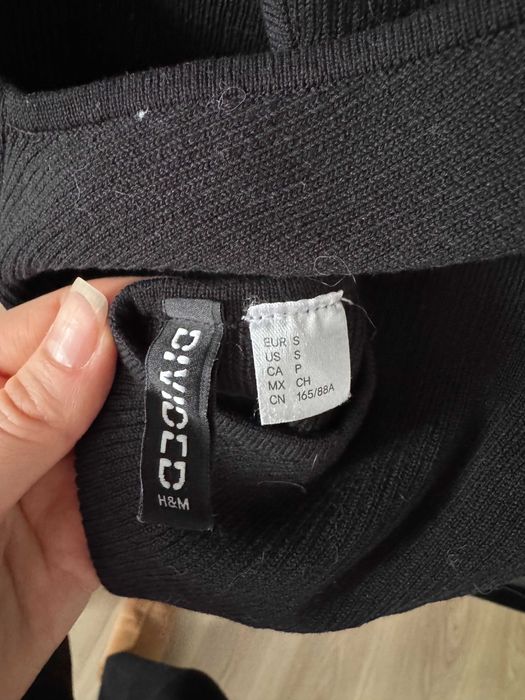 DIVIDED
H&M
EUR S
US S
CA P
MX CH
CN 165/88A